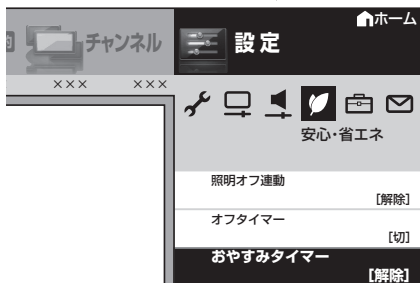 ホーム
チャンネル
設定
××× ×××
安心・省エネ
照明オフ連動
[解除]
オフタイマー
[切]
おやすみタイマー
[解除]